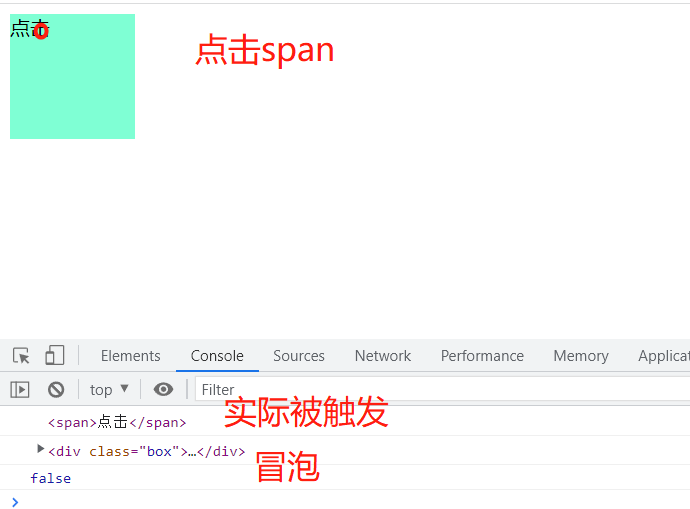 点击
点击span
Elements Console Sources Network Performance Memory Applicat
top ▼ Filter
<span>点击</span>
实际被触发
<div class="box">…</div>
冒泡
false